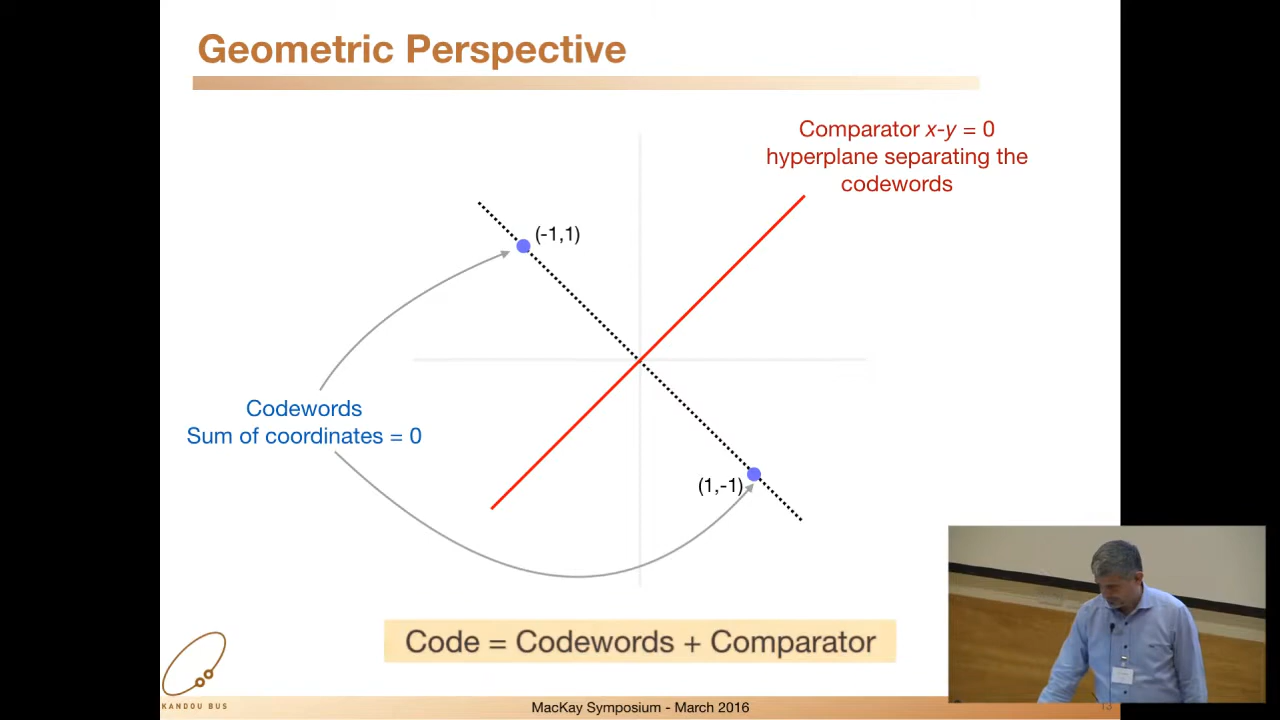 Geometric Perspective
Comparator x-y = 0
hyperplane separating the
codewords
(-1,1)
Codewords
Sum of coordinates = 0
(1,-1)
Code = Codewords + Comparator
KANDOU BUS
MacKay Symposium - March 2016
13